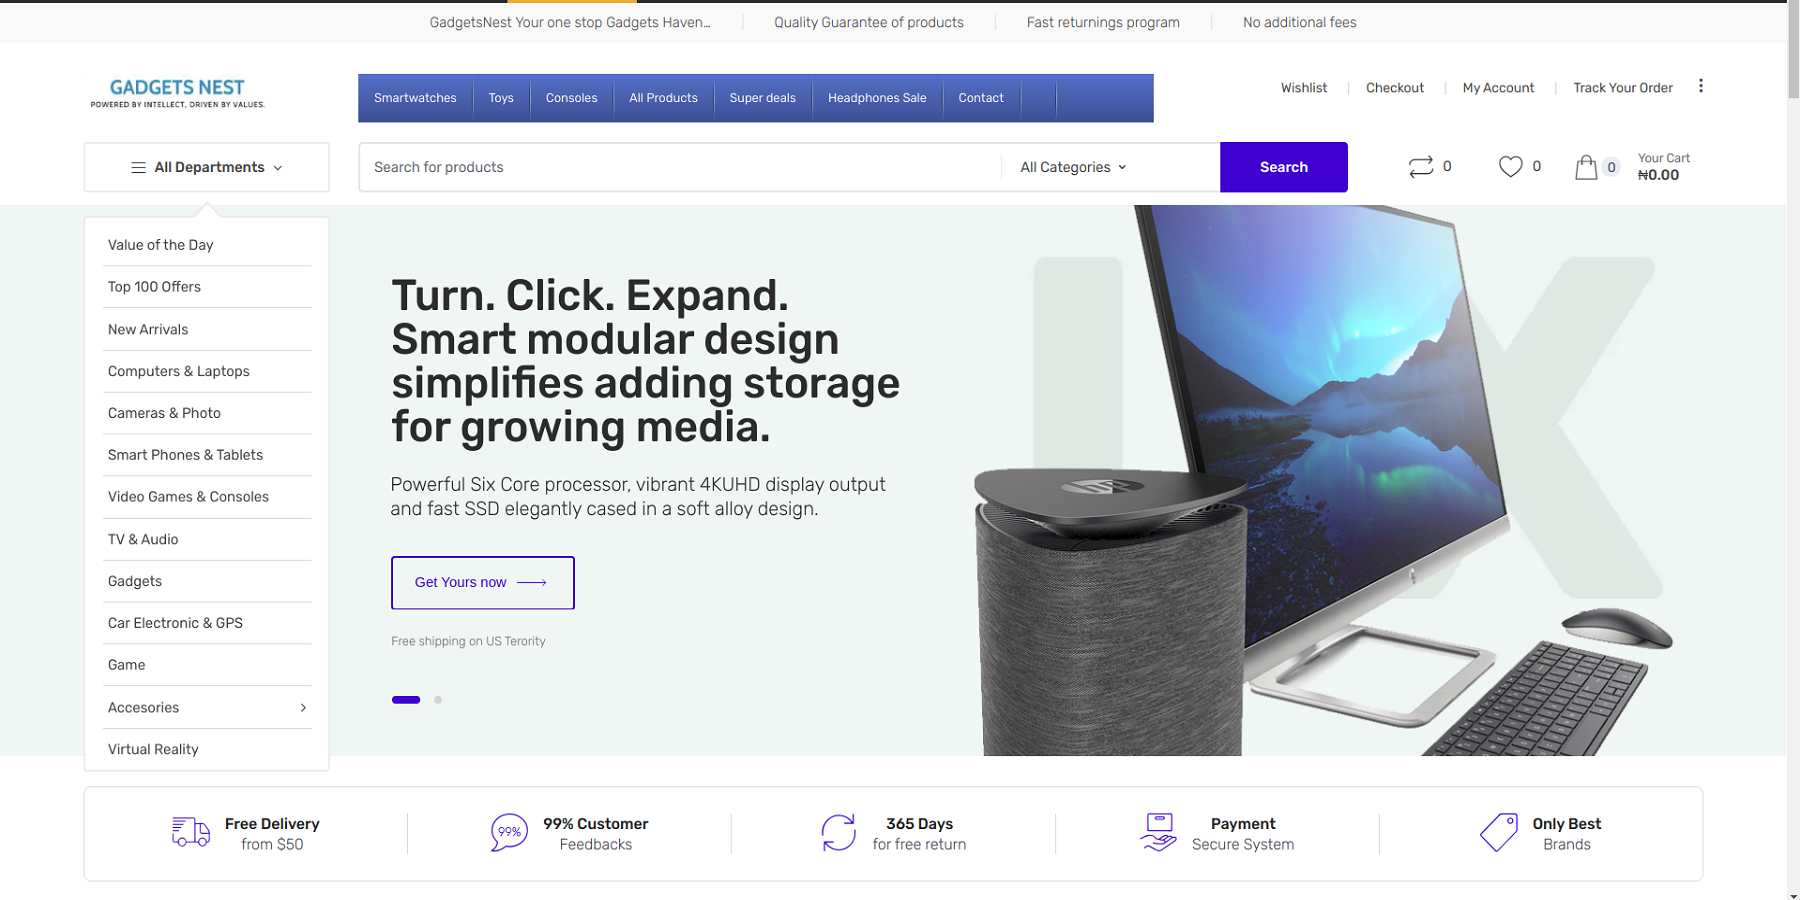 GadgetsNest Your one stop Gadgets Haven...
Quality Guarantee of products
Fast returnings program
No additional fees
GADGETS NEST
POWERED BY INTELLECT, DRIVEN BY VALUES.
Smartwatches
Toys
Consoles
All Products
Super deals
Headphones Sale
Contact
Wishlist
Checkout
My Account
Track Your Order
All Departments
Search for products
All Categories
Search
0
0
0
Your Cart
₦0.00
Value of the Day
Top 100 Offers
New Arrivals
Computers & Laptops
Cameras & Photo
Smart Phones & Tablets
Video Games & Consoles
TV & Audio
Gadgets
Car Electronic & GPS
Game
Accesories
Virtual Reality
Turn. Click. Expand.
Smart modular design
simplifies adding storage
for growing media.
Powerful Six Core processor, vibrant 4KUHD display output
and fast SSD elegantly cased in a soft alloy design.
Get Yours now
Free shipping on US Terority
hp
Free Delivery
from $50
99%
99% Customer
Feedbacks
365 Days
for free return
Payment
Secure System
Only Best
Brands